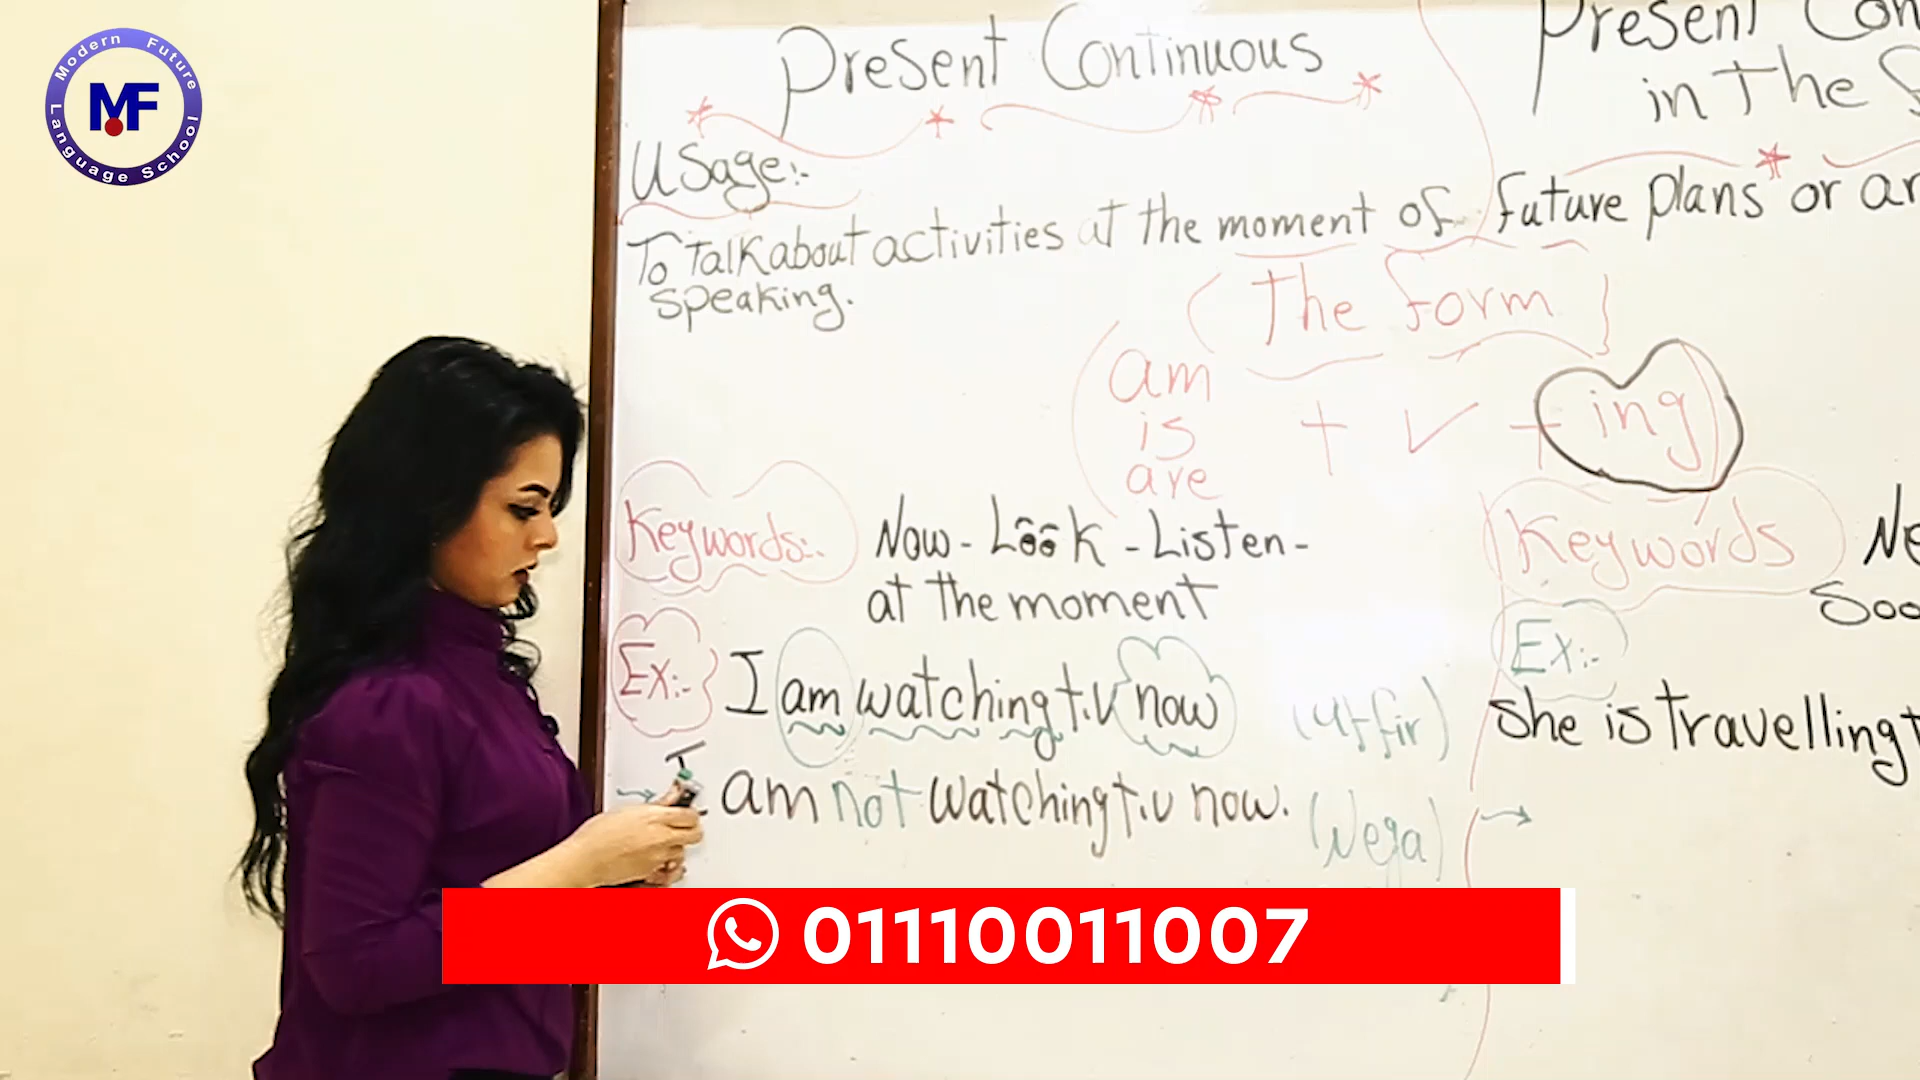 Modern Future
MF
Language School
Present Continuous
Usage:-
To Talk about activities at the moment of
speaking.
The Form
am
is
are
+ V + ing
Keywords:-
Now - Look - Listen -
at the moment
Ex:-
I am watching t.v now
(Affir)
I am not watching t.v now.
(Nega)
Present Con
in The
Future plans or ar
Keywords
Ne
Soo
Ex:-
She is travelling t
01110011007